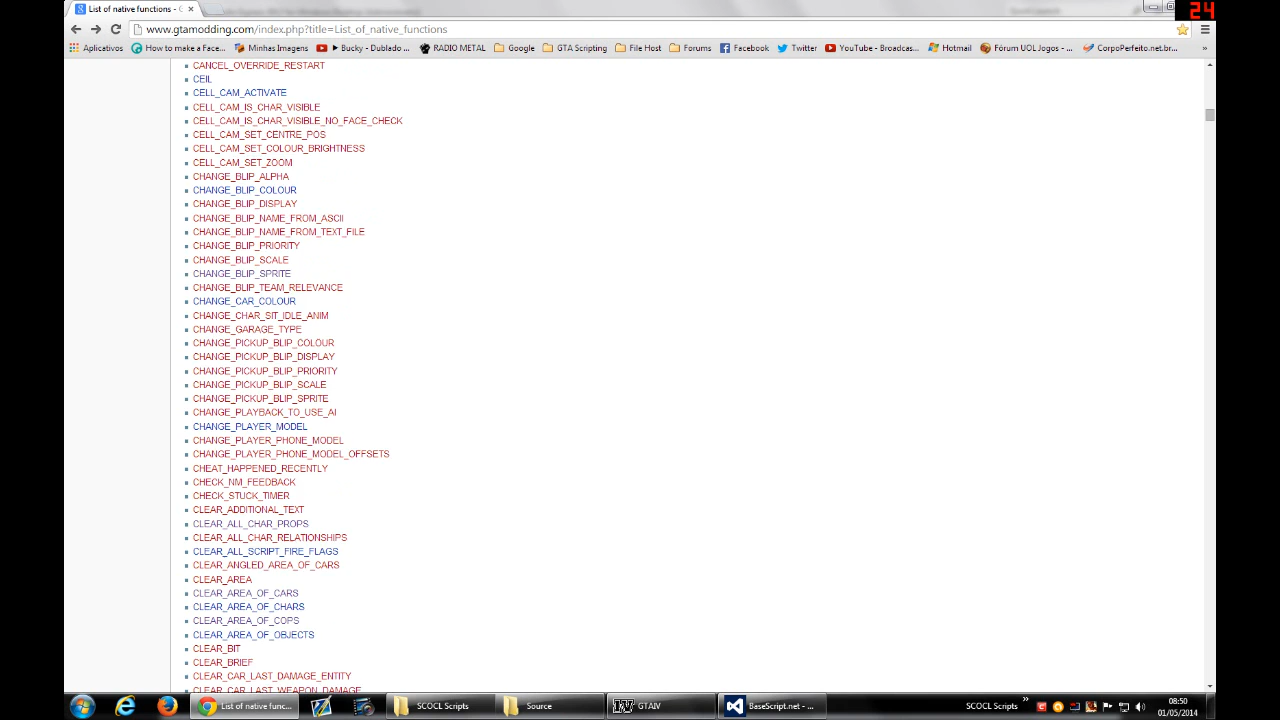 List of native functions - G
24
www.gtamodding.com/index.php?title=List_of_native_functions
Aplicativos How to make a Face... Minhas Imagens Bucky - Dublado ... RADIO METAL Google GTA Scripting File Host Forums Facebook Twitter YouTube - Broadcas... Hotmail Fórum UOL Jogos - ... CorpoPerfeito.net.br... »
CANCEL_OVERRIDE_RESTART
CEIL
CELL_CAM_ACTIVATE
CELL_CAM_IS_CHAR_VISIBLE
CELL_CAM_IS_CHAR_VISIBLE_NO_FACE_CHECK
CELL_CAM_SET_CENTRE_POS
CELL_CAM_SET_COLOUR_BRIGHTNESS
CELL_CAM_SET_ZOOM
CHANGE_BLIP_ALPHA
CHANGE_BLIP_COLOUR
CHANGE_BLIP_DISPLAY
CHANGE_BLIP_NAME_FROM_ASCII
CHANGE_BLIP_NAME_FROM_TEXT_FILE
CHANGE_BLIP_PRIORITY
CHANGE_BLIP_SCALE
CHANGE_BLIP_SPRITE
CHANGE_BLIP_TEAM_RELEVANCE
CHANGE_CAR_COLOUR
CHANGE_CHAR_SIT_IDLE_ANIM
CHANGE_GARAGE_TYPE
CHANGE_PICKUP_BLIP_COLOUR
CHANGE_PICKUP_BLIP_DISPLAY
CHANGE_PICKUP_BLIP_PRIORITY
CHANGE_PICKUP_BLIP_SCALE
CHANGE_PICKUP_BLIP_SPRITE
CHANGE_PLAYBACK_TO_USE_AI
CHANGE_PLAYER_MODEL
CHANGE_PLAYER_PHONE_MODEL
CHANGE_PLAYER_PHONE_MODEL_OFFSETS
CHEAT_HAPPENED_RECENTLY
CHECK_NM_FEEDBACK
CHECK_STUCK_TIMER
CLEAR_ADDITIONAL_TEXT
CLEAR_ALL_CHAR_PROPS
CLEAR_ALL_CHAR_RELATIONSHIPS
CLEAR_ALL_SCRIPT_FIRE_FLAGS
CLEAR_ANGLED_AREA_OF_CARS
CLEAR_AREA
CLEAR_AREA_OF_CARS
CLEAR_AREA_OF_CHARS
CLEAR_AREA_OF_COPS
CLEAR_AREA_OF_OBJECTS
CLEAR_BIT
CLEAR_BRIEF
CLEAR_CAR_LAST_DAMAGE_ENTITY
CLEAR_CAR_LAST_WEAPON_DAMAGE
List of native func... SCOCL Scripts Source GTAIV BaseScript.net - ... SCOCL Scripts » 08:50
01/05/2014